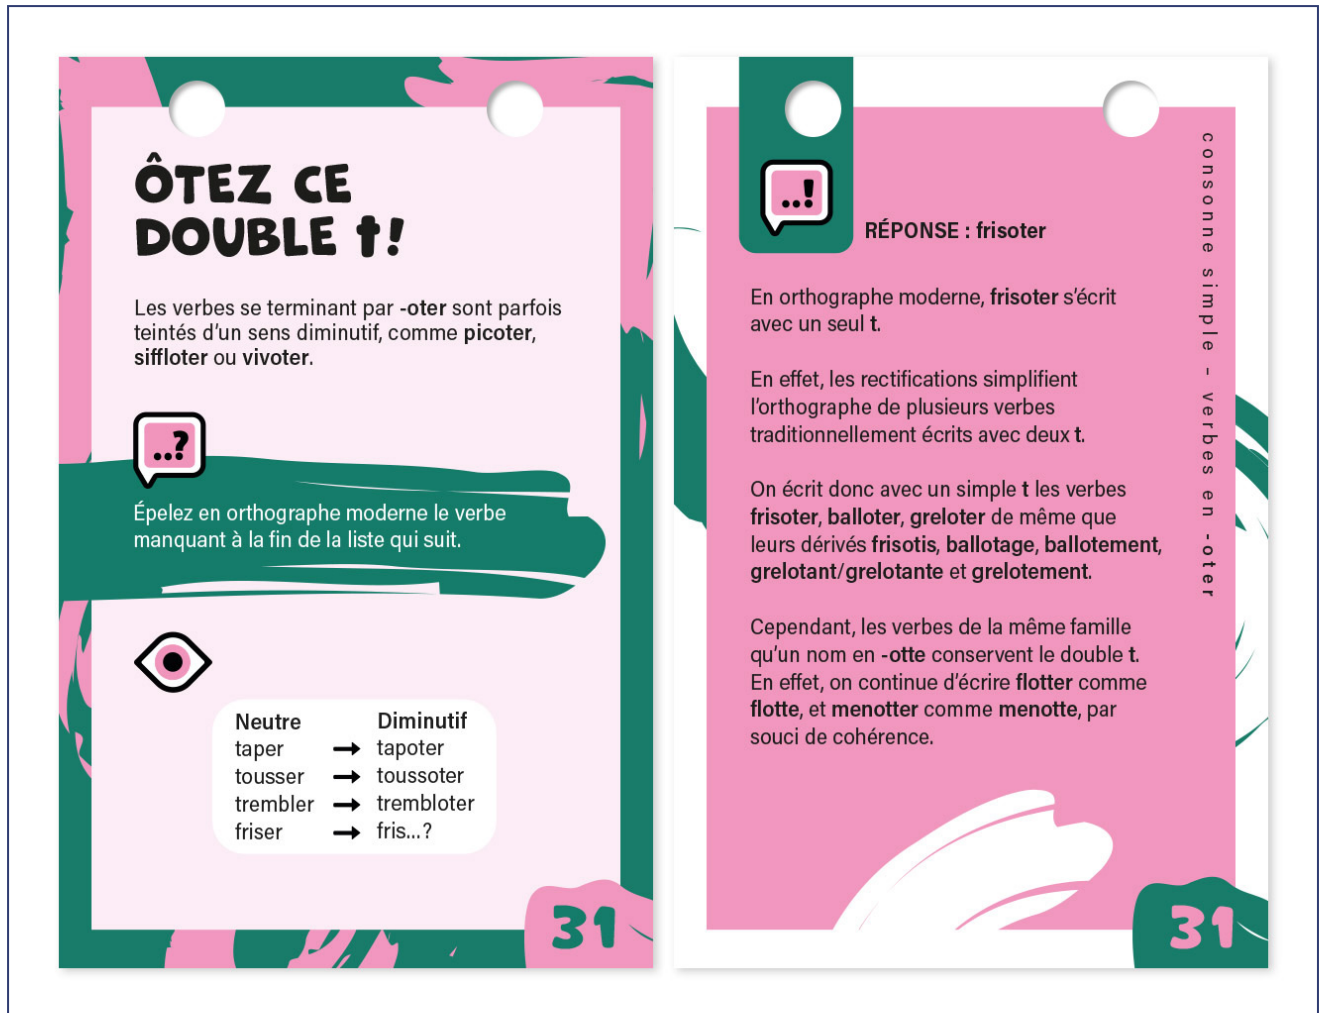 ÔTEZ CE
DOUBLE t!
Les verbes se terminant par -oter sont parfois
teintés d’un sens diminutif, comme picoter,
siffloter ou vivoter.
..?
Épelez en orthographe moderne le verbe
manquant à la fin de la liste qui suit.
Neutre Diminutif
taper → tapoter
tousser → toussoter
trembler → trembloter
friser → fris...?
31
..!
RÉPONSE : frisoter
En orthographe moderne, frisoter s’écrit
avec un seul t.
En effet, les rectifications simplifient
l’orthographe de plusieurs verbes
traditionnellement écrits avec deux t.
On écrit donc avec un simple t les verbes
frisoter, balloter, greloter de même que
leurs dérivés frisotis, ballotage, ballotement,
grelotant/grelotante et grelotement.
Cependant, les verbes de la même famille
qu’un nom en -otte conservent le double t.
En effet, on continue d’écrire flotter comme
flotte, et menotter comme menotte, par
souci de cohérence.
consonne simple - verbes en -oter
31